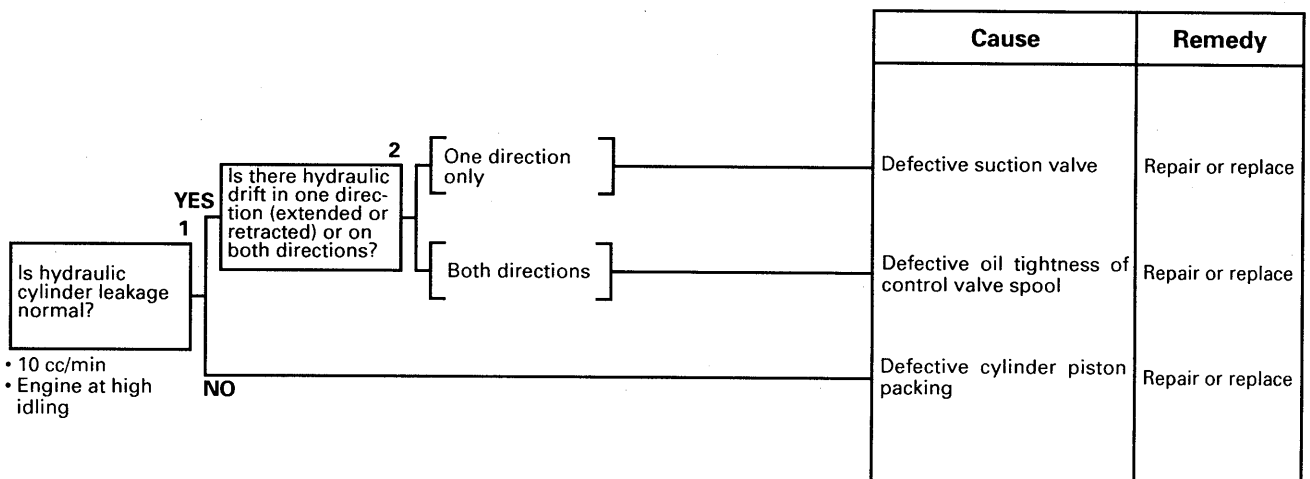 Cause
Remedy
2
One direction
only
Defective suction valve
Repair or replace
YES
Is there hydraulic
drift in one direc-
tion (extended or
retracted) or on
both directions?
1
Is hydraulic
cylinder leakage
normal?
Both directions
Defective oil tightness of
control valve spool
Repair or replace
• 10 cc/min
• Engine at high
idling
NO
Defective cylinder piston
packing
Repair or replace